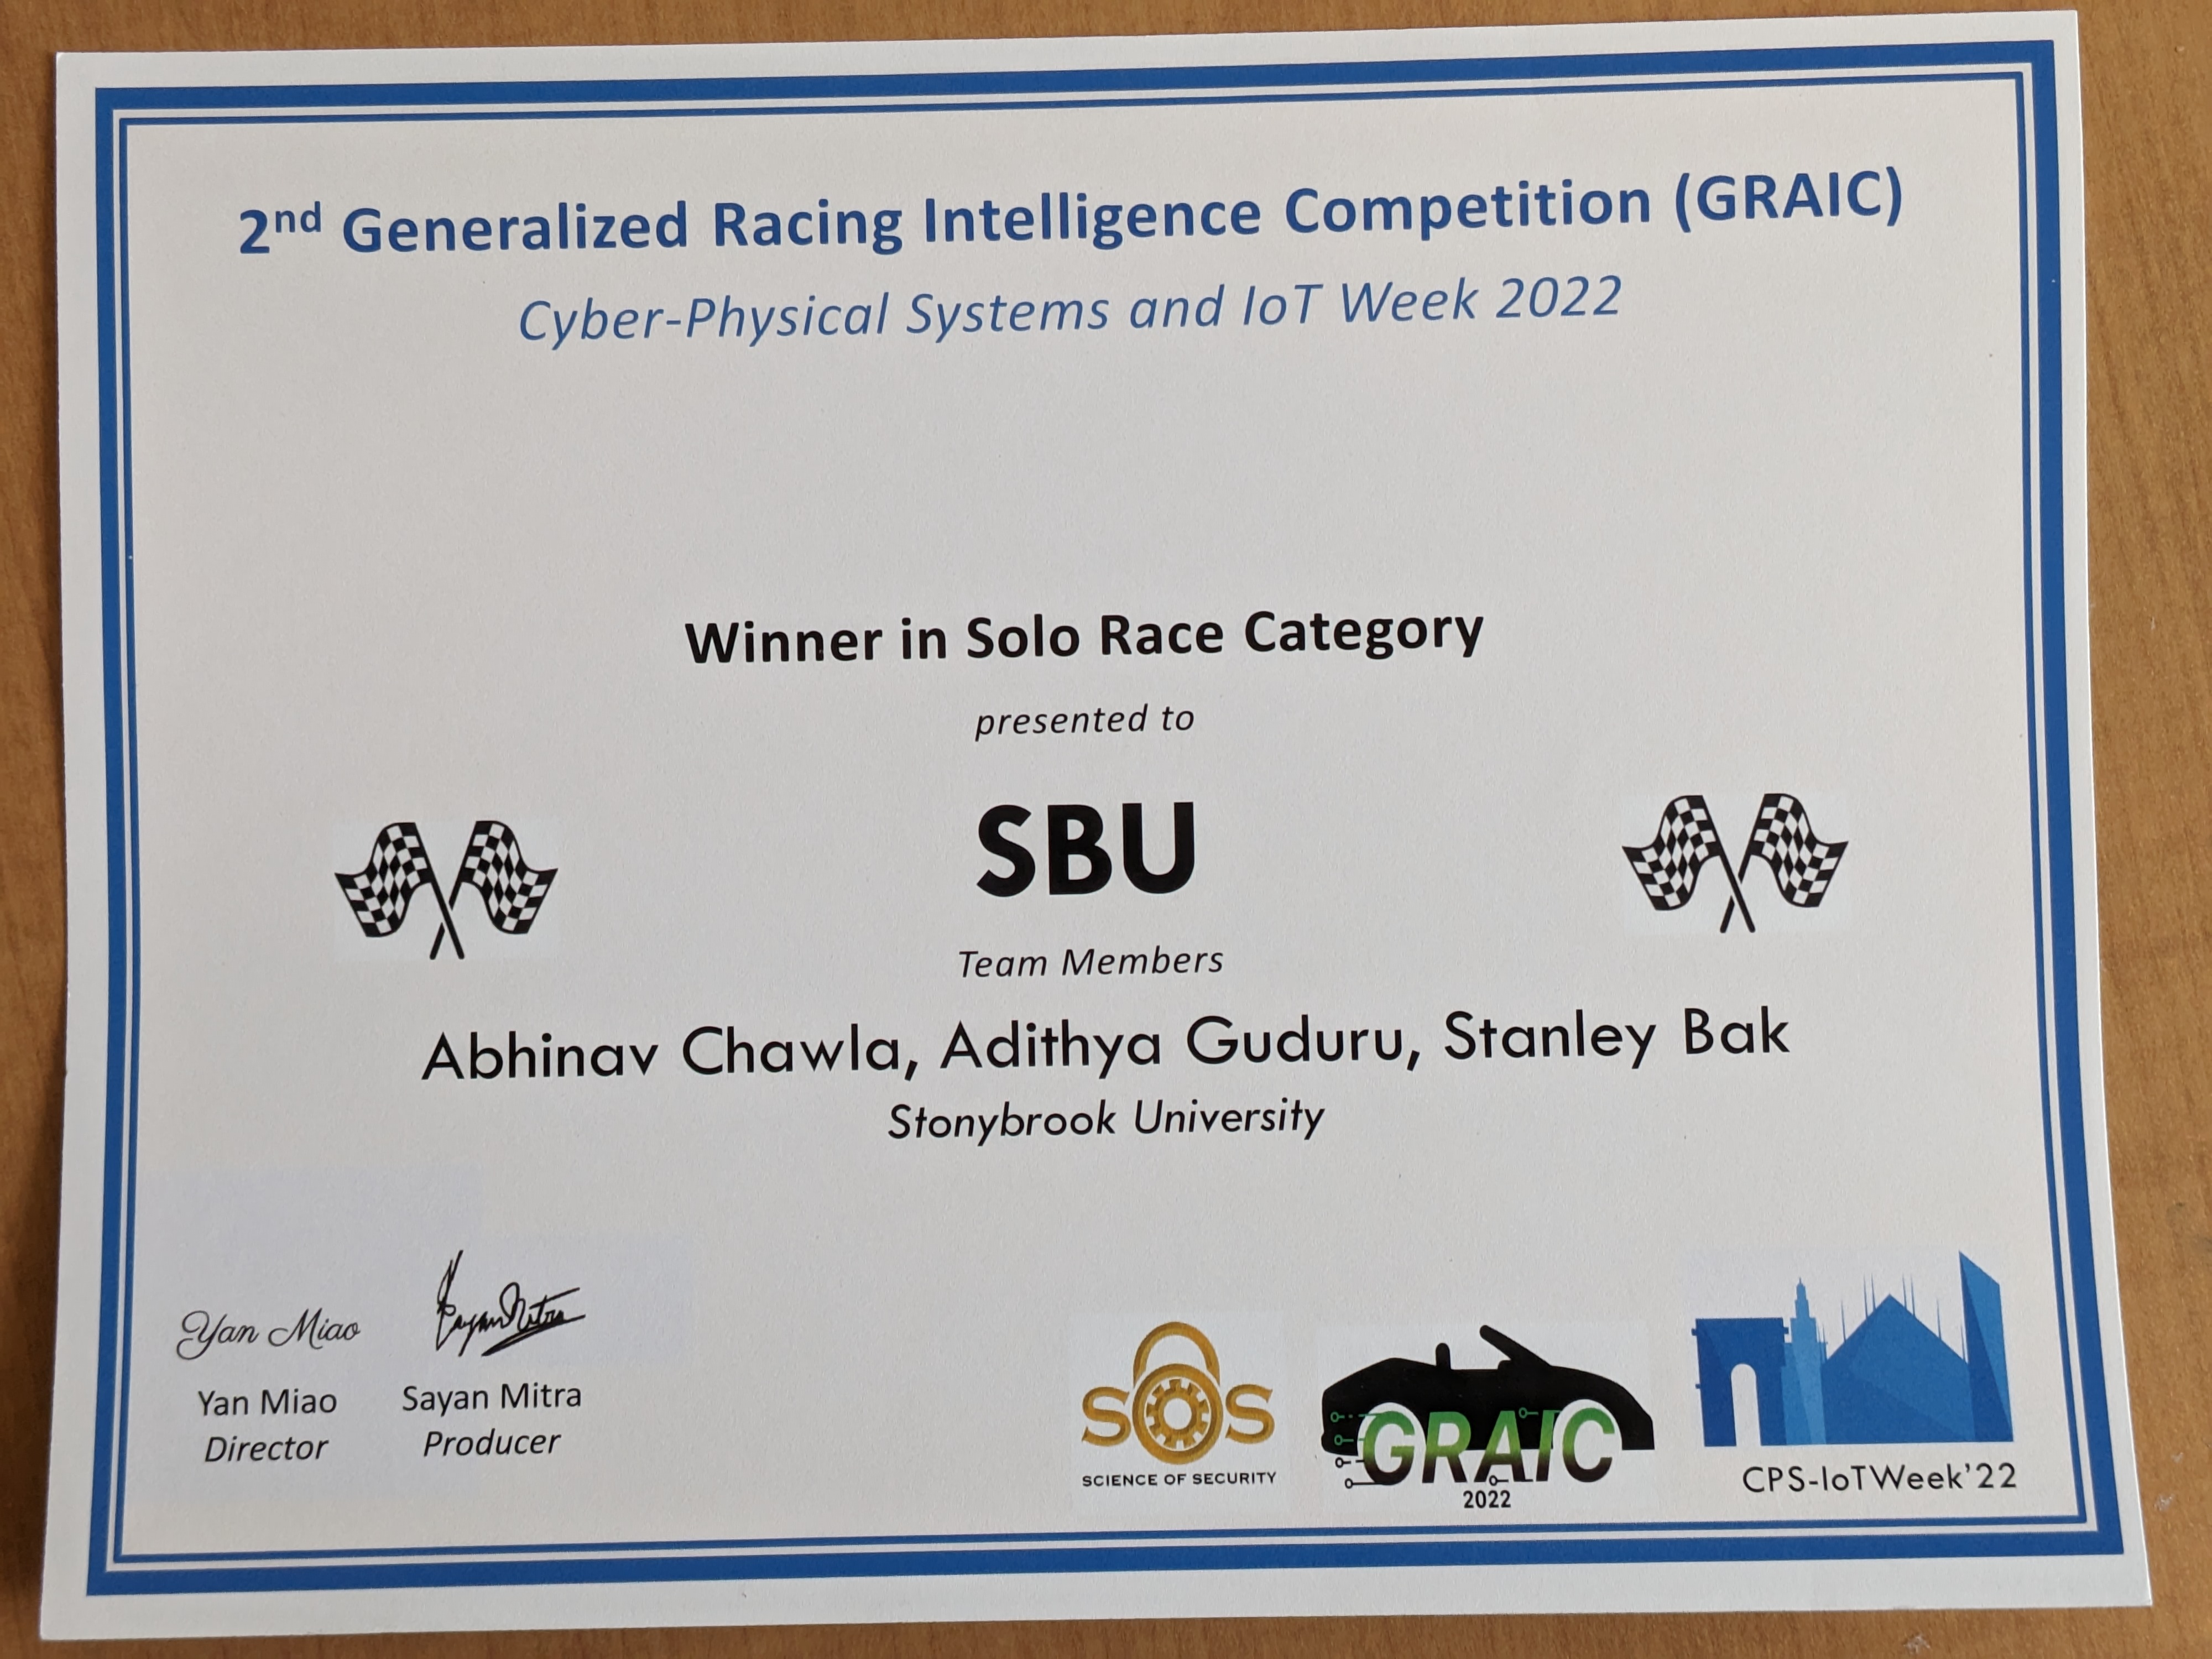 2nd Generalized Racing Intelligence Competition (GRAIC)
Cyber-Physical Systems and IoT Week 2022
Winner in Solo Race Category
presented to
SBU
Team Members
Abhinav Chawla, Adithya Guduru, Stanley Bak
Stonybrook University
Yan Miao
Sayan Mitra
Yan Miao
Director
Sayan Mitra
Producer
SOS
SCIENCE OF SECURITY
GRAIC
2022
CPS-IoTWeek'22